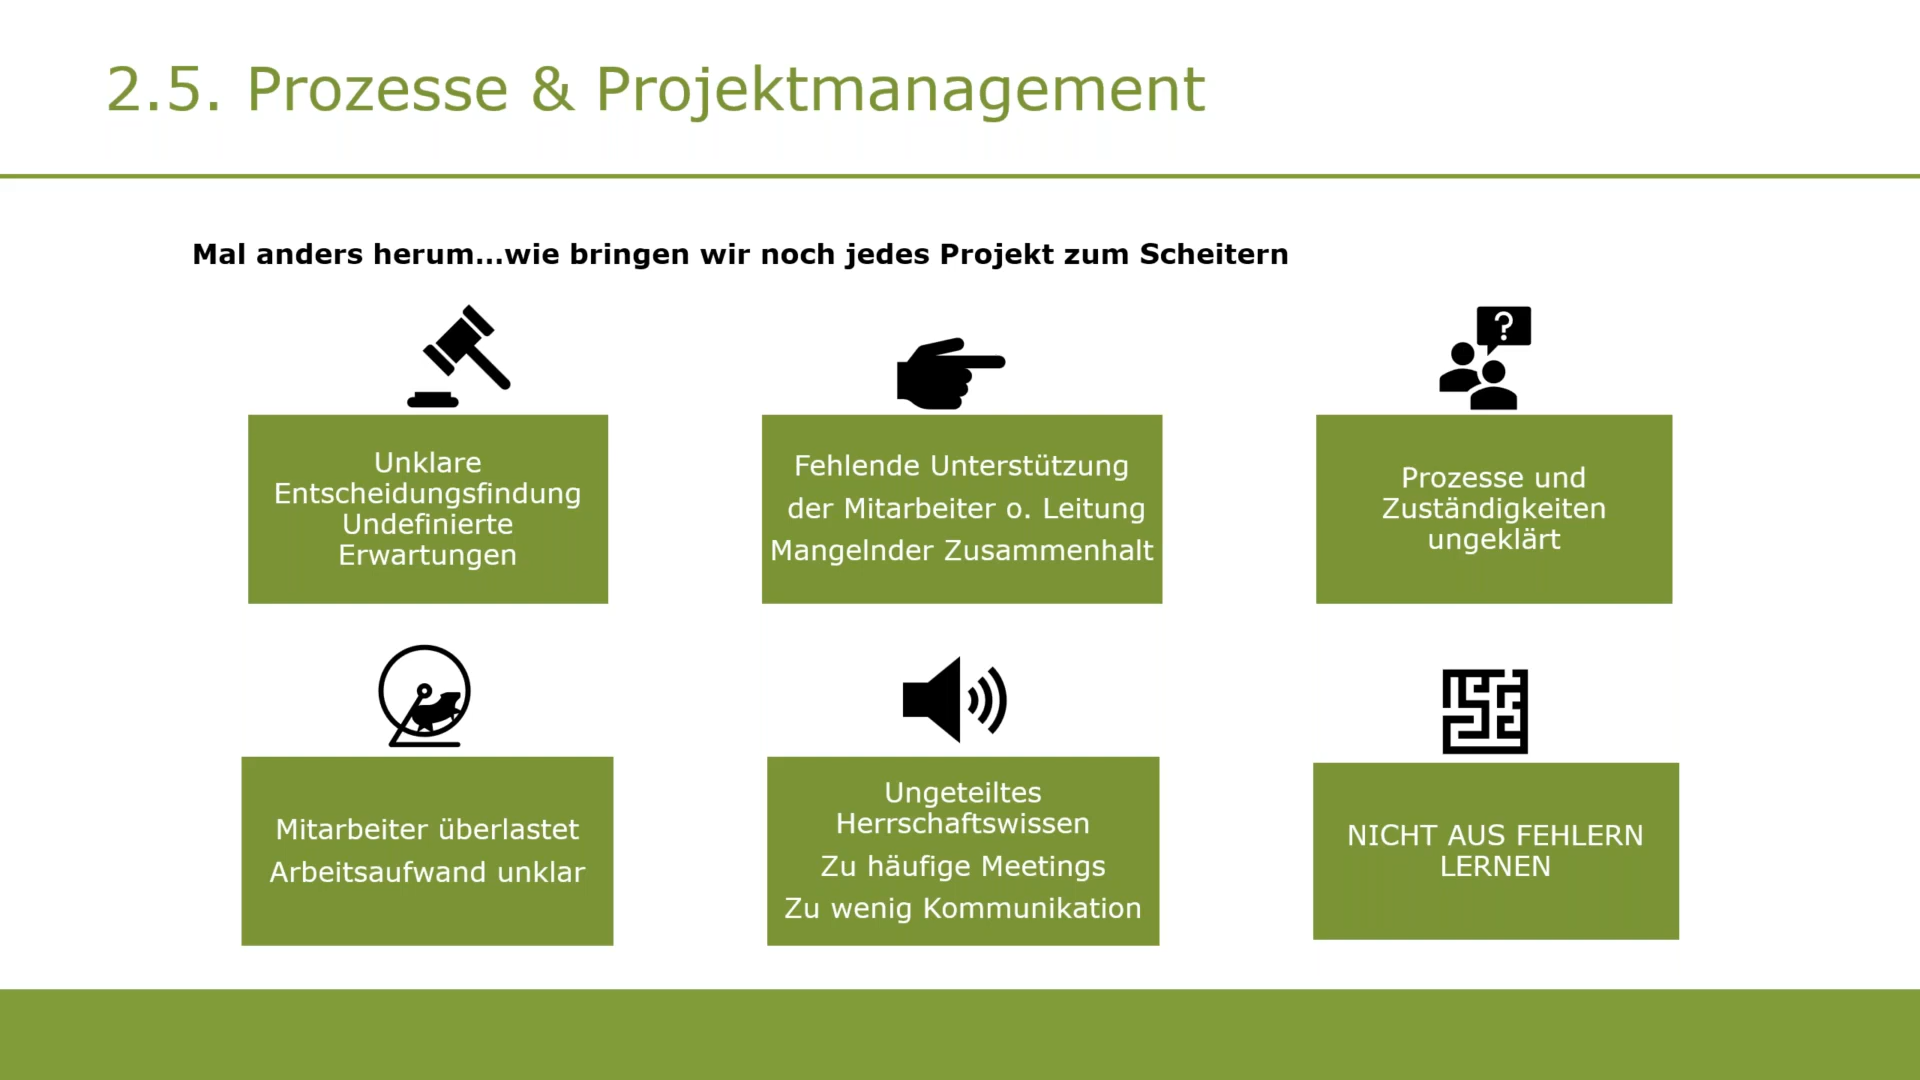 2.5. Prozesse & Projektmanagement
Mal anders herum...wie bringen wir noch jedes Projekt zum Scheitern
?
Unklare
Entscheidungsfindung
Undefinierte
Erwartungen
Fehlende Unterstützung
der Mitarbeiter o. Leitung
Mangelnder Zusammenhalt
Prozesse und
Zuständigkeiten
ungeklärt
Mitarbeiter überlastet
Arbeitsaufwand unklar
Ungeteiltes
Herrschaftswissen
Zu häufige Meetings
Zu wenig Kommunikation
NICHT AUS FEHLERN
LERNEN